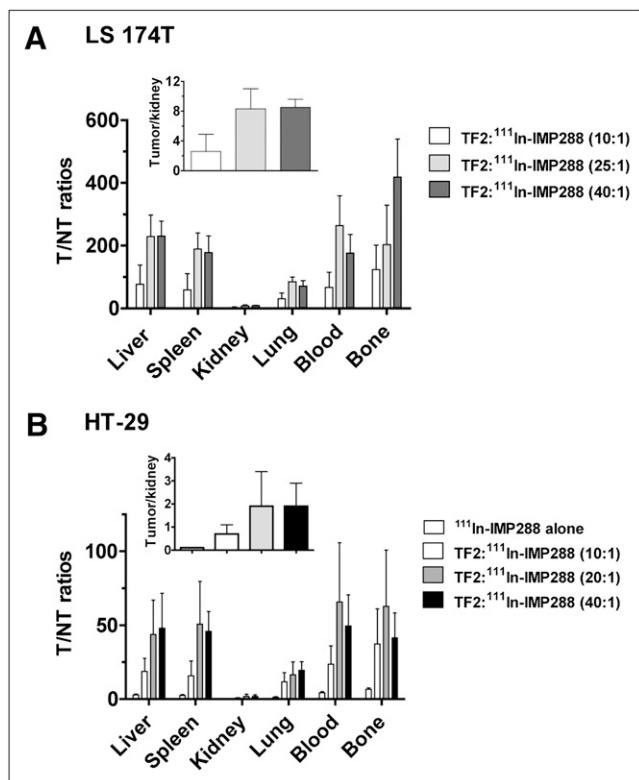 A LS 174T
Tumor/kidney
12
8
4
0
T/NT ratios
600
400
200
0
TF2:¹¹¹In-IMP288 (10:1)
TF2:¹¹¹In-IMP288 (25:1)
TF2:¹¹¹In-IMP288 (40:1)
Liver
Spleen
Kidney
Lung
Blood
Bone
B HT-29
Tumor/kidney
4
3
2
1
0
T/NT ratios
100
50
0
¹¹¹In-IMP288 alone
TF2:¹¹¹In-IMP288 (10:1)
TF2:¹¹¹In-IMP288 (20:1)
TF2:¹¹¹In-IMP288 (40:1)
Liver
Spleen
Kidney
Lung
Blood
Bone